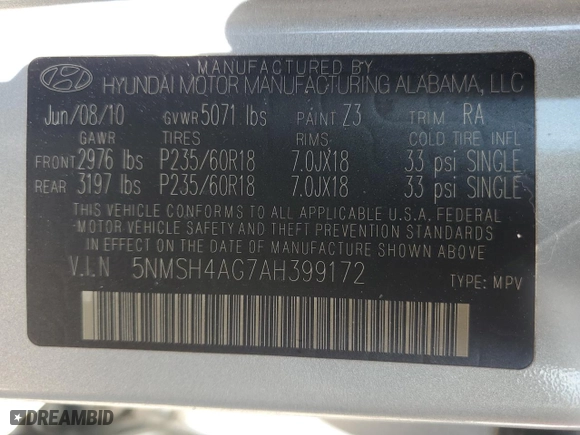 MANUFACTURED BY
HYUNDAI MOTOR MANUFACTURING ALABAMA, LLC
Jun/08/10 GVWR 5071 lbs PAINT Z3 TRIM RA
GAWR TIRES RIMS COLD TIRE INFL
FRONT 2976 lbs P235/60R18 7.0JX18 33 psi SINGLE
REAR 3197 lbs P235/60R18 7.0JX18 33 psi SINGLE
THIS VEHICLE CONFORMS TO ALL APPLICABLE U.S.A. FEDERAL
MOTOR VEHICLE SAFETY AND THEFT PREVENTION STANDARDS
IN EFFECT ON THE DATE OF MANUFACTURE SHOWN ABOVE.
V.I.N 5NMSH4AG7AH399172 TYPE: MPV
DREAMBID